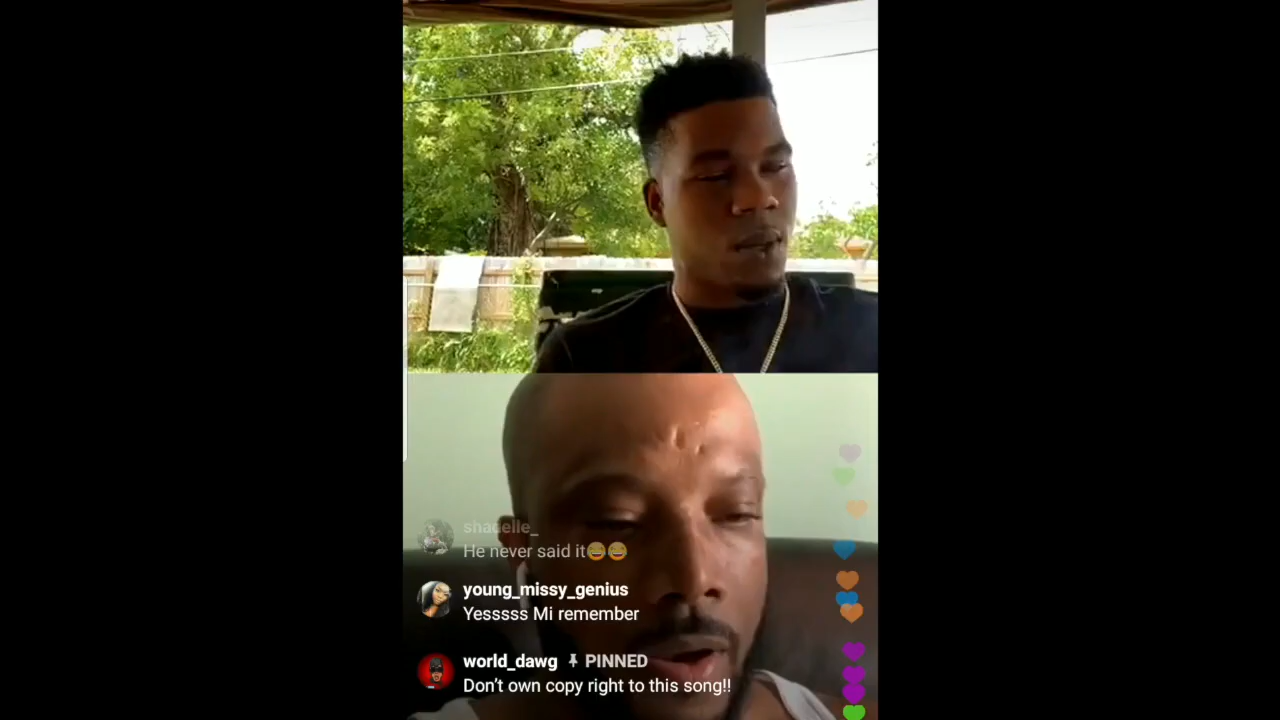 shadelle_
He never said it😂😂
young_missy_genius
Yesssss Mi remember
world_dawg PINNED
Don't own copy right to this song!!